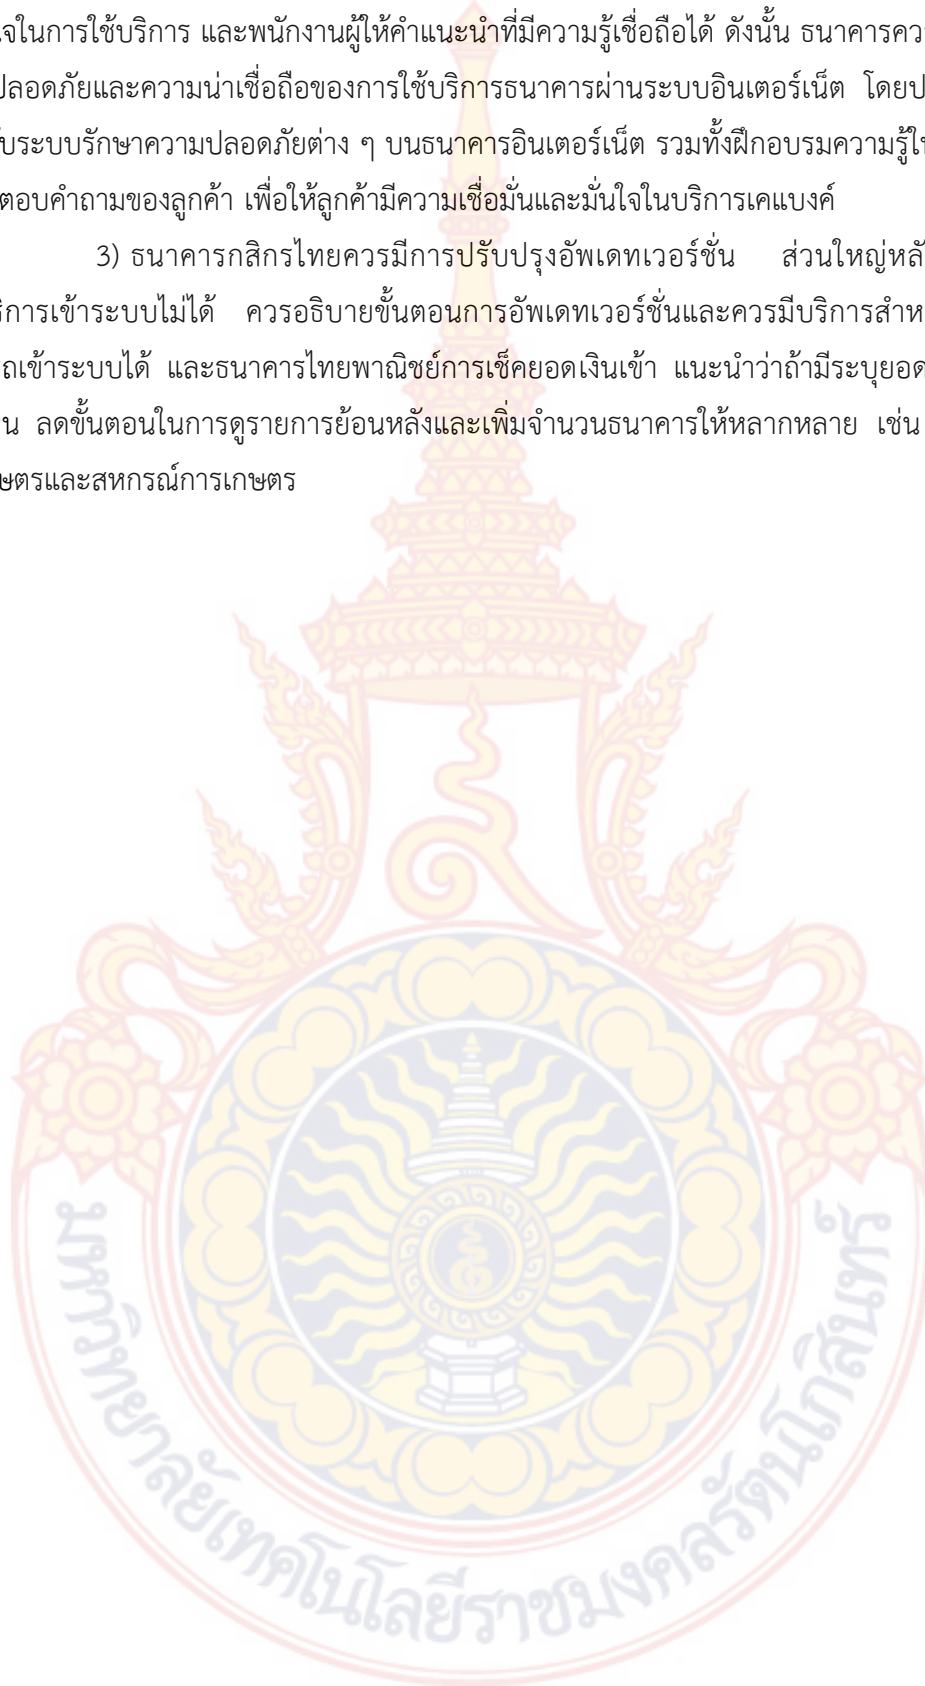 จในการใช้บริการ และพนักงานผู้ให้คำแนะนำที่มีความรู้เชื่อถือได้ ดังนั้น ธนาคารคว
ปลอดภัยและความน่าเชื่อถือของการใช้บริการธนาคารผ่านระบบอินเตอร์เน็ต โดยป
บระบบรักษาความปลอดภัยต่าง ๆ บนธนาคารอินเตอร์เน็ต รวมทั้งฝึกอบรมความรู้ใ
ตอบคำถามของลูกค้า เพื่อให้ลูกค้ามีความเชื่อมั่นและมั่นใจในบริการเคแบงค์
3) ธนาคารกสิกรไทยควรมีการปรับปรุงอัพเดทเวอร์ชั่น ส่วนใหญ่หลั
ริการเข้าระบบไม่ได้ ควรอธิบายขั้นตอนการอัพเดทเวอร์ชั่นและควรมีบริการสำห
ถเข้าระบบได้ และธนาคารไทยพาณิชย์การเช็คยอดเงินเข้า แนะนำว่าถ้ามีระบุยอด
น ลดขั้นตอนในการดูรายการย้อนหลังและเพิ่มจำนวนธนาคารให้หลากหลาย เช่น
ษตรและสหกรณ์การเกษตร
มหาวิทยาลัยเทคโนโลยีราชมงคลรัตนโกสินทร์